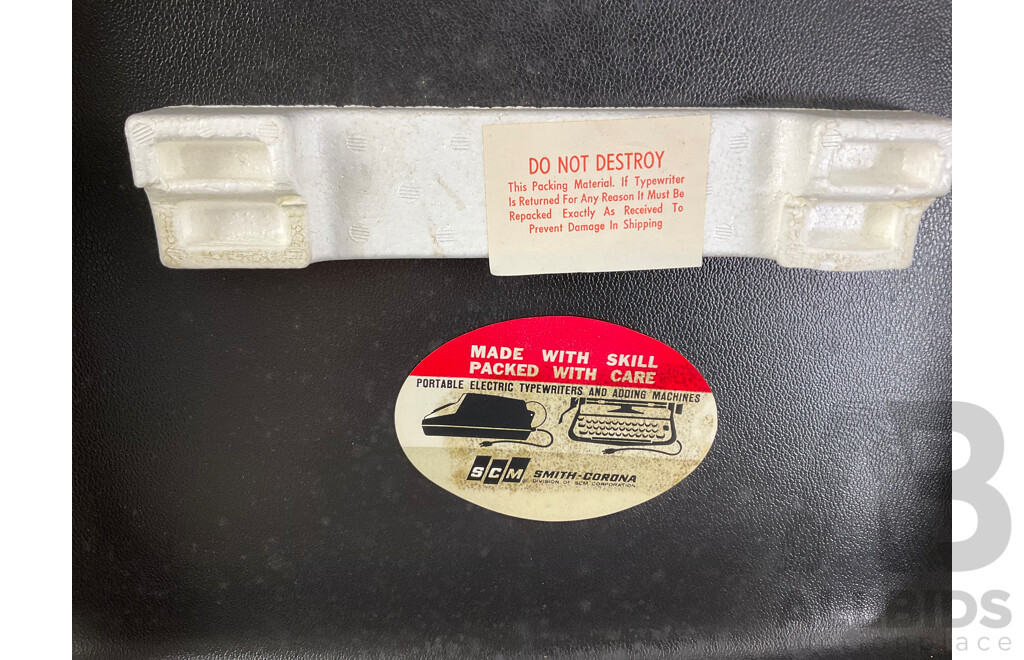 DO NOT DESTROY
This Packing Material. If Typewriter
Is Returned For Any Reason It Must Be
Repacked Exactly As Received To
Prevent Damage In Shipping
MADE WITH SKILL
PACKED WITH CARE
PORTABLE ELECTRIC TYPEWRITERS AND ADDING MACHINES
SCM SMITH-CORONA
DIVISION OF SCM CORPORATION
B
BIDS